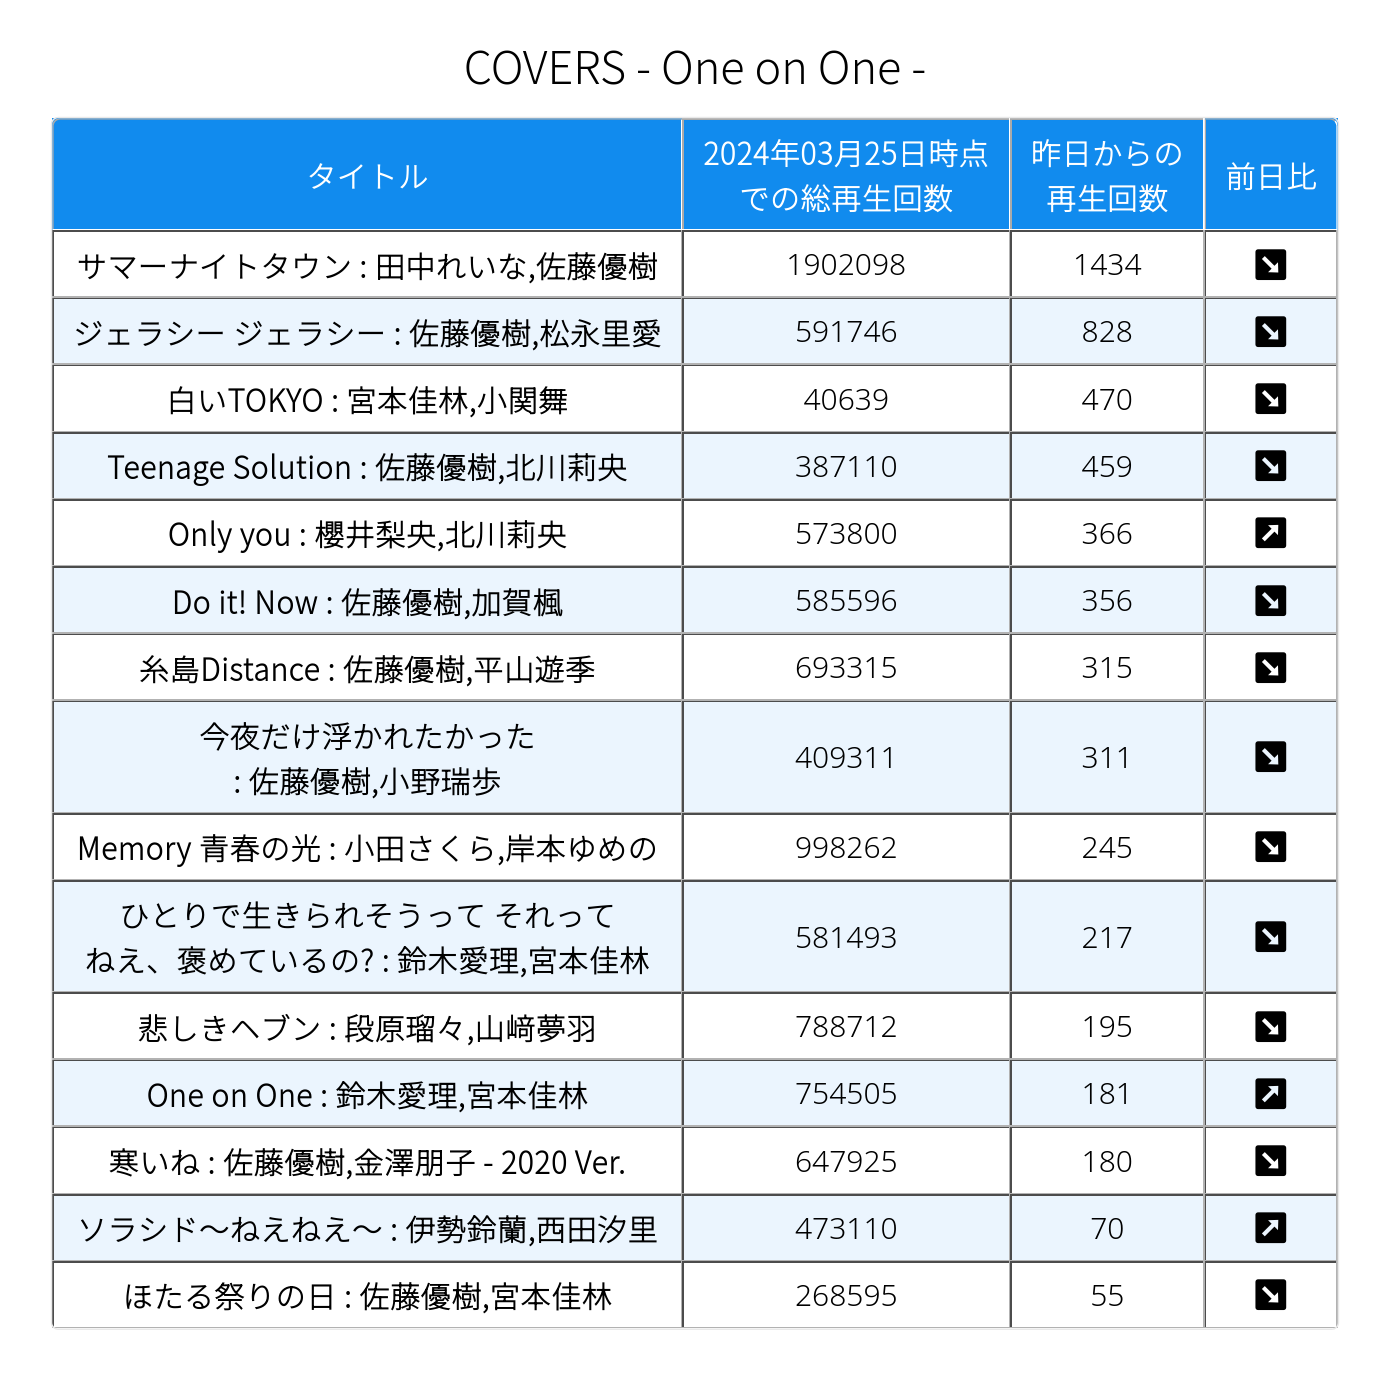 COVERS - One on One -
タイトル
2024年03月25日時点
での総再生回数
昨日からの
再生回数
前日比
サマーナイトタウン : 田中れいな,佐藤優樹
1902098
1434
ジェラシー ジェラシー : 佐藤優樹,松永里愛
591746
828
白いTOKYO : 宮本佳林,小関舞
40639
470
Teenage Solution : 佐藤優樹,北川莉央
387110
459
Only you : 櫻井梨央,北川莉央
573800
366
Do it! Now : 佐藤優樹,加賀楓
585596
356
糸島Distance : 佐藤優樹,平山遊季
693315
315
今夜だけ浮かれたかった
: 佐藤優樹,小野瑞歩
409311
311
Memory 青春の光 : 小田さくら,岸本ゆめの
998262
245
ひとりで生きられそうって それって
ねえ、褒めているの? : 鈴木愛理,宮本佳林
581493
217
悲しきヘブン : 段原瑠々,山﨑夢羽
788712
195
One on One : 鈴木愛理,宮本佳林
754505
181
寒いね : 佐藤優樹,金澤朋子 - 2020 Ver.
647925
180
ソラシド〜ねえねえ〜 : 伊勢鈴蘭,西田汐里
473110
70
ほたる祭りの日 : 佐藤優樹,宮本佳林
268595
55